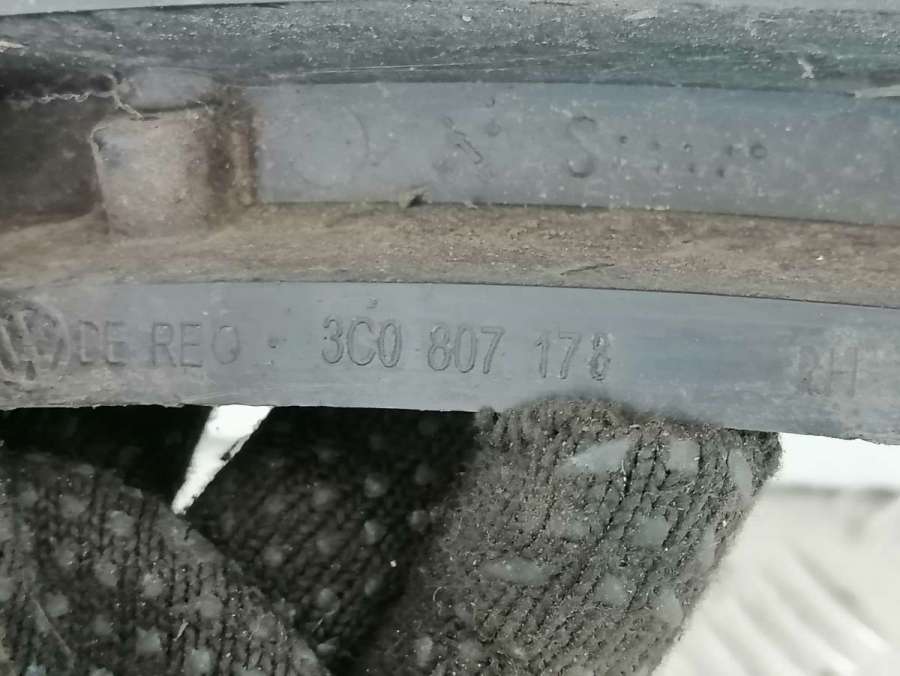 DE REO · 3C0 807 178 RH